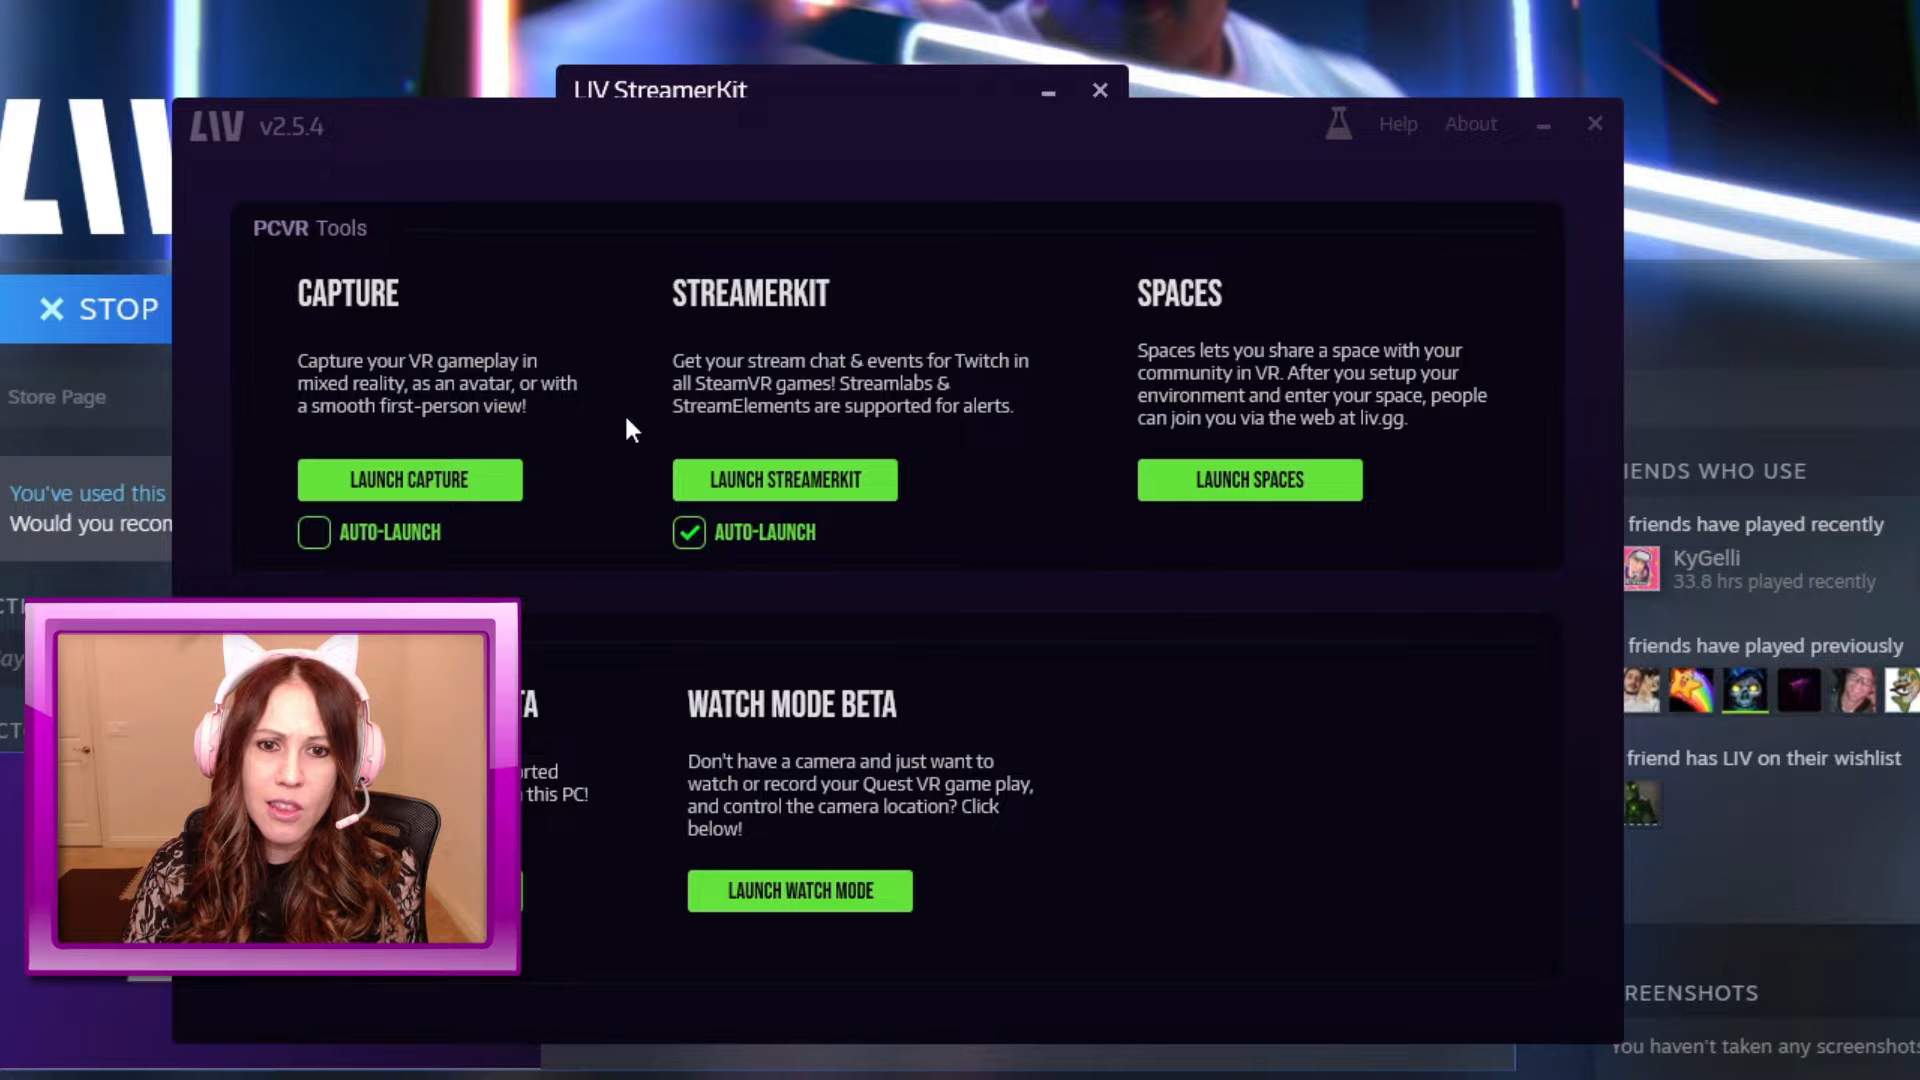 LIV StreamerKit
LIV v2.5.4
Help About
PCVR Tools
CAPTURE
Capture your VR gameplay in
mixed reality, as an avatar, or with
a smooth first-person view!
LAUNCH CAPTURE
AUTO-LAUNCH
STREAMERKIT
Get your stream chat & events for Twitch in
all SteamVR games! Streamlabs &
StreamElements are supported for alerts.
LAUNCH STREAMERKIT
AUTO-LAUNCH
SPACES
Spaces lets you share a space with your
community in VR. After you setup your
environment and enter your space, people
can join you via the web at liv.gg.
LAUNCH SPACES
TA
orted
this PC!
WATCH MODE BETA
Don't have a camera and just want to
watch or record your Quest VR game play,
and control the camera location? Click
below!
LAUNCH WATCH MODE
LIV
STOP
Store Page
You've used this
Would you recon
IENDS WHO USE
friends have played recently
KyGelli
33.8 hrs played recently
friends have played previously
friend has LIV on their wishlist
REENSHOTS
You haven't taken any screenshots